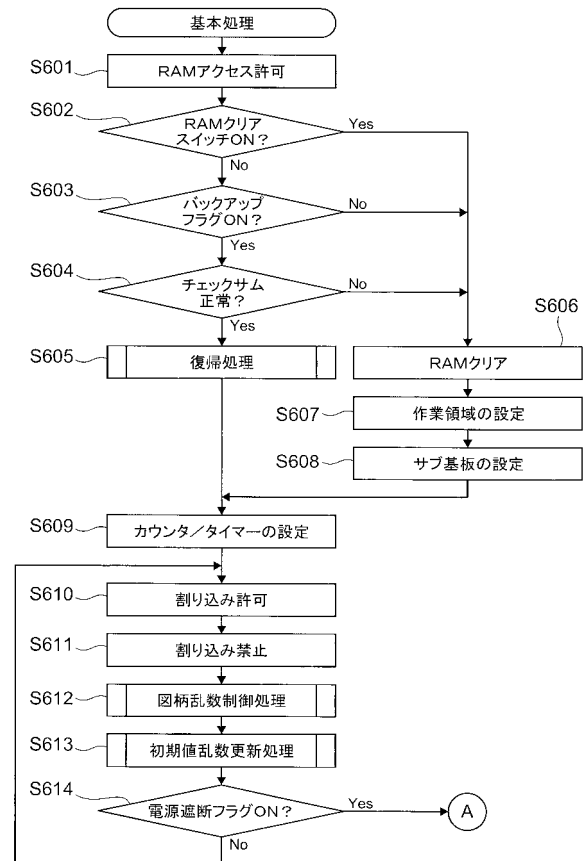 基本処理
S601
RAMアクセス許可
S602
RAMクリア
スイッチON?
Yes
No
S603
バックアップ
フラグON?
No
Yes
S604
チェックサム
正常?
No
Yes
S605
復帰処理
S606
RAMクリア
S607
作業領域の設定
S608
サブ基板の設定
S609
カウンタ/タイマーの設定
S610
割り込み許可
S611
割り込み禁止
S612
図柄乱数制御処理
S613
初期値乱数更新処理
S614
電源遮断フラグON?
Yes
A
No